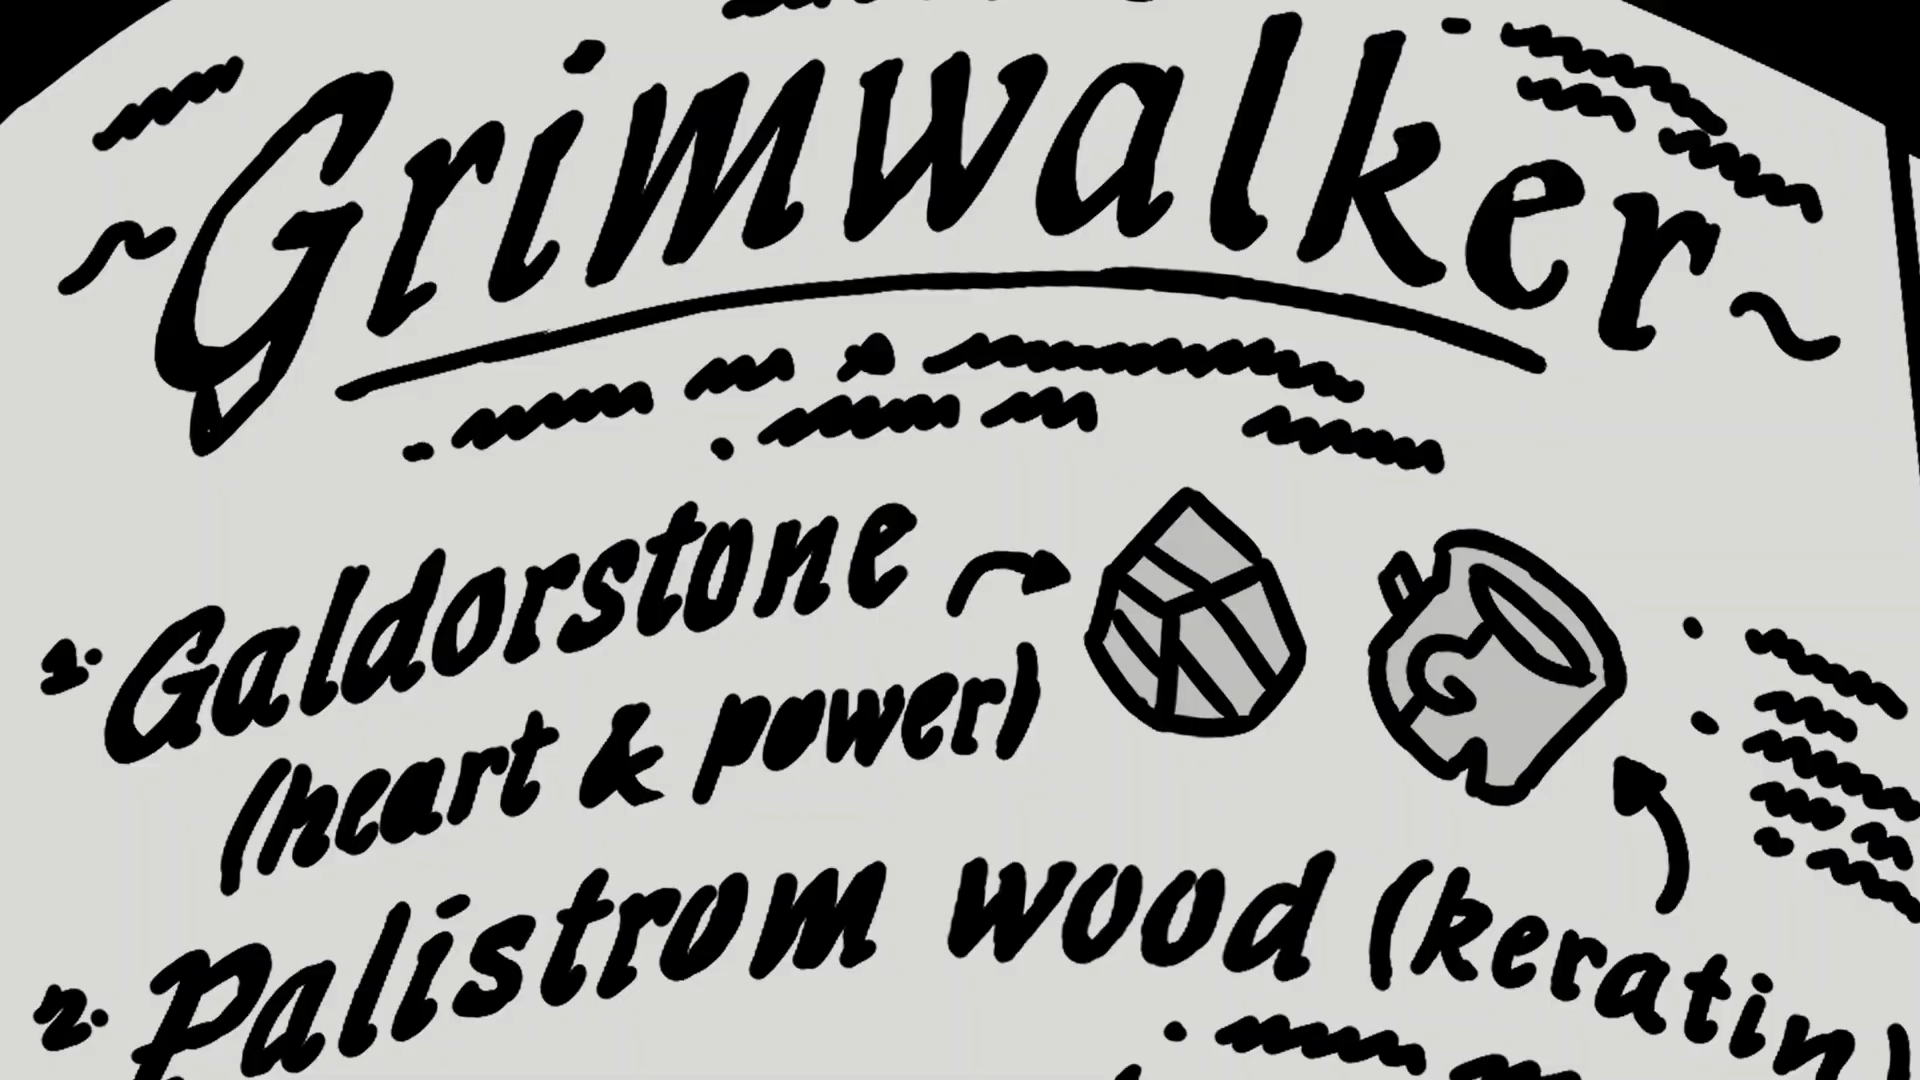 ~Grimwalker~
1. Galdorstone
(heart & power)
2. Palistrom wood (keratin)